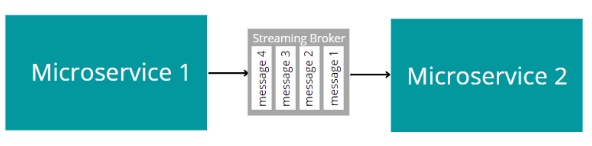 Microservice 1
Streaming Broker
message 4
message 3
message 2
message 1
Microservice 2